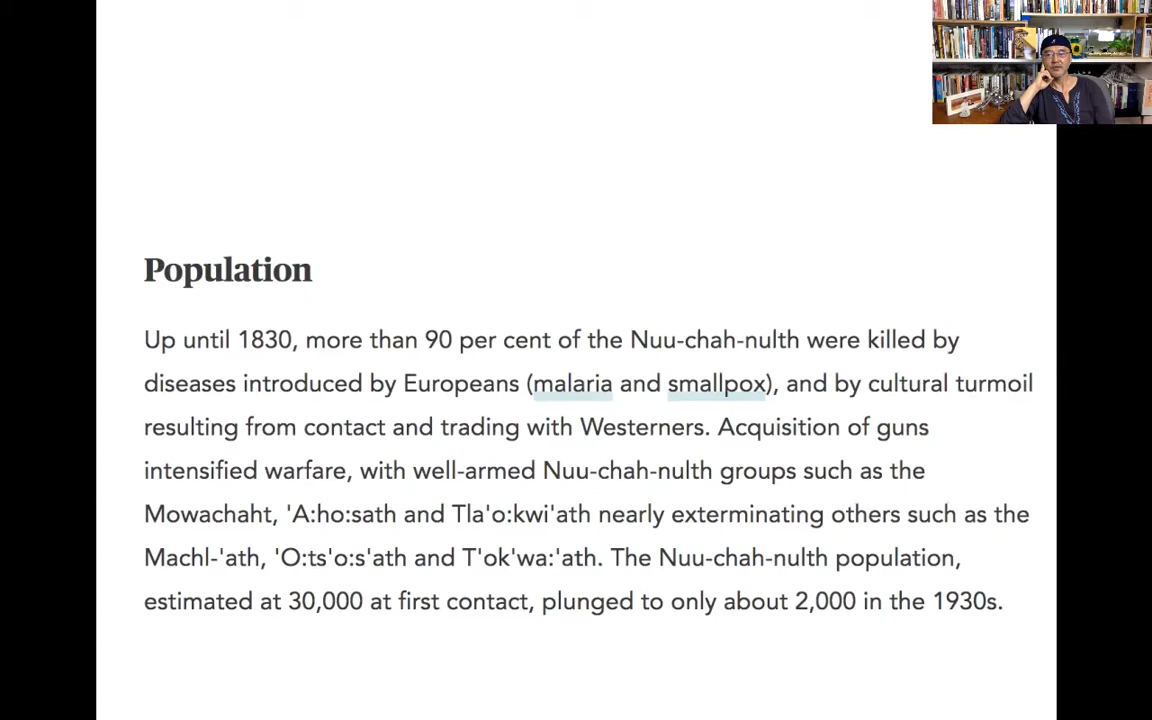 Population
Up until 1830, more than 90 per cent of the Nuu-chah-nulth were killed by
diseases introduced by Europeans (malaria and smallpox), and by cultural turmoil
resulting from contact and trading with Westerners. Acquisition of guns
intensified warfare, with well-armed Nuu-chah-nulth groups such as the
Mowachaht, 'A:ho:sath and Tla'o:kwi'ath nearly exterminating others such as the
Machl-'ath, 'O:ts'o:s'ath and T'ok'wa:'ath. The Nuu-chah-nulth population,
estimated at 30,000 at first contact, plunged to only about 2,000 in the 1930s.